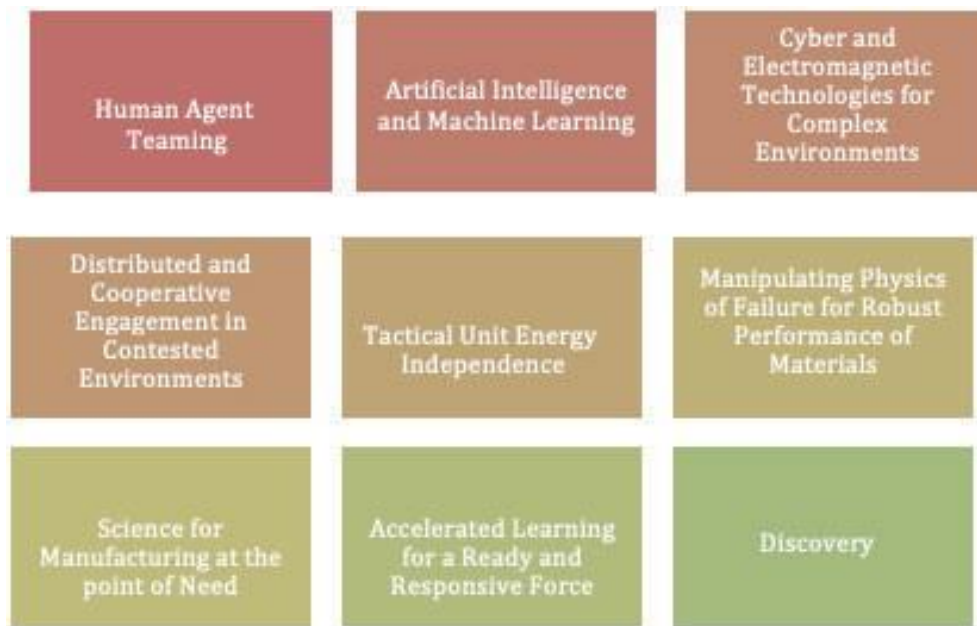 Human Agent
Teaming
Artificial Intelligence
and Machine Learning
Cyber and
Electromagnetic
Technologies for
Complex
Environments
Distributed and
Cooperative
Engagement in
Contested
Environments
Tactical Unit Energy
Independence
Manipulating Physics
of Failure for Robust
Performance of
Materials
Science for
Manufacturing at the
point of Need
Accelerated Learning
for a Ready and
Responsive Force
Discovery